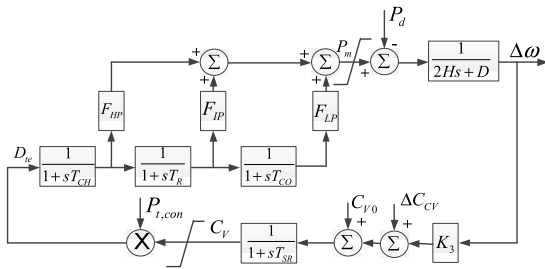 P_d
+ Σ + Σ P_m + Σ - 1/(2Hs+D) Δω
+ +
F_HP F_IP F_LP
D_te 1/(1+sT_CH) 1/(1+sT_R) 1/(1+sT_CO)
P_t,con C_V0 ΔC_CV
X C_V 1/(1+sT_SR) Σ + + Σ + + K_3